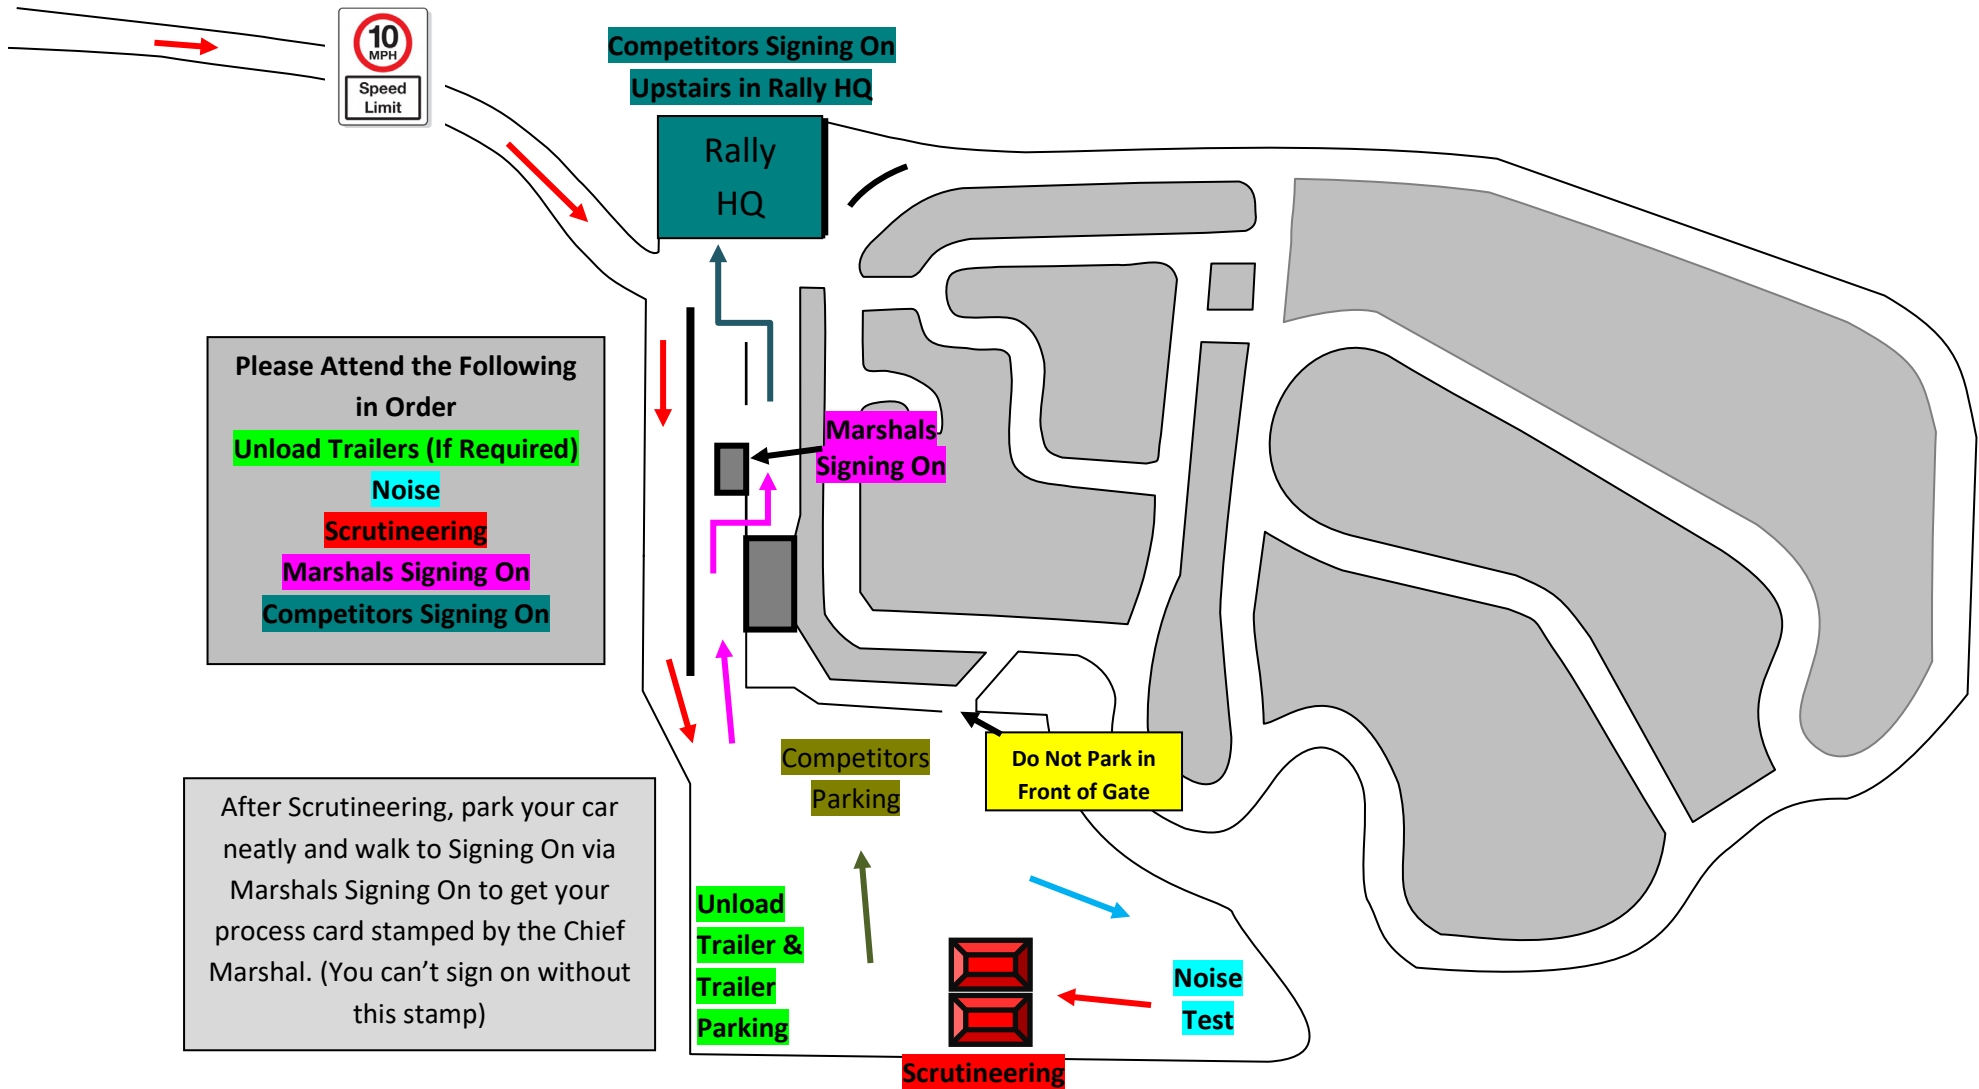 10
MPH
Speed
Limit
Competitors Signing On
Upstairs in Rally HQ
Rally
HQ
Please Attend the Following
in Order
Unload Trailers (If Required)
Noise
Scrutineering
Marshals Signing On
Competitors Signing On
Marshals
Signing On
Competitors
Parking
Do Not Park in
Front of Gate
After Scrutineering, park your car
neatly and walk to Signing On via
Marshals Signing On to get your
process card stamped by the Chief
Marshal. (You can’t sign on without
this stamp)
Unload
Trailer &
Trailer
Parking
Noise
Test
Scrutineering